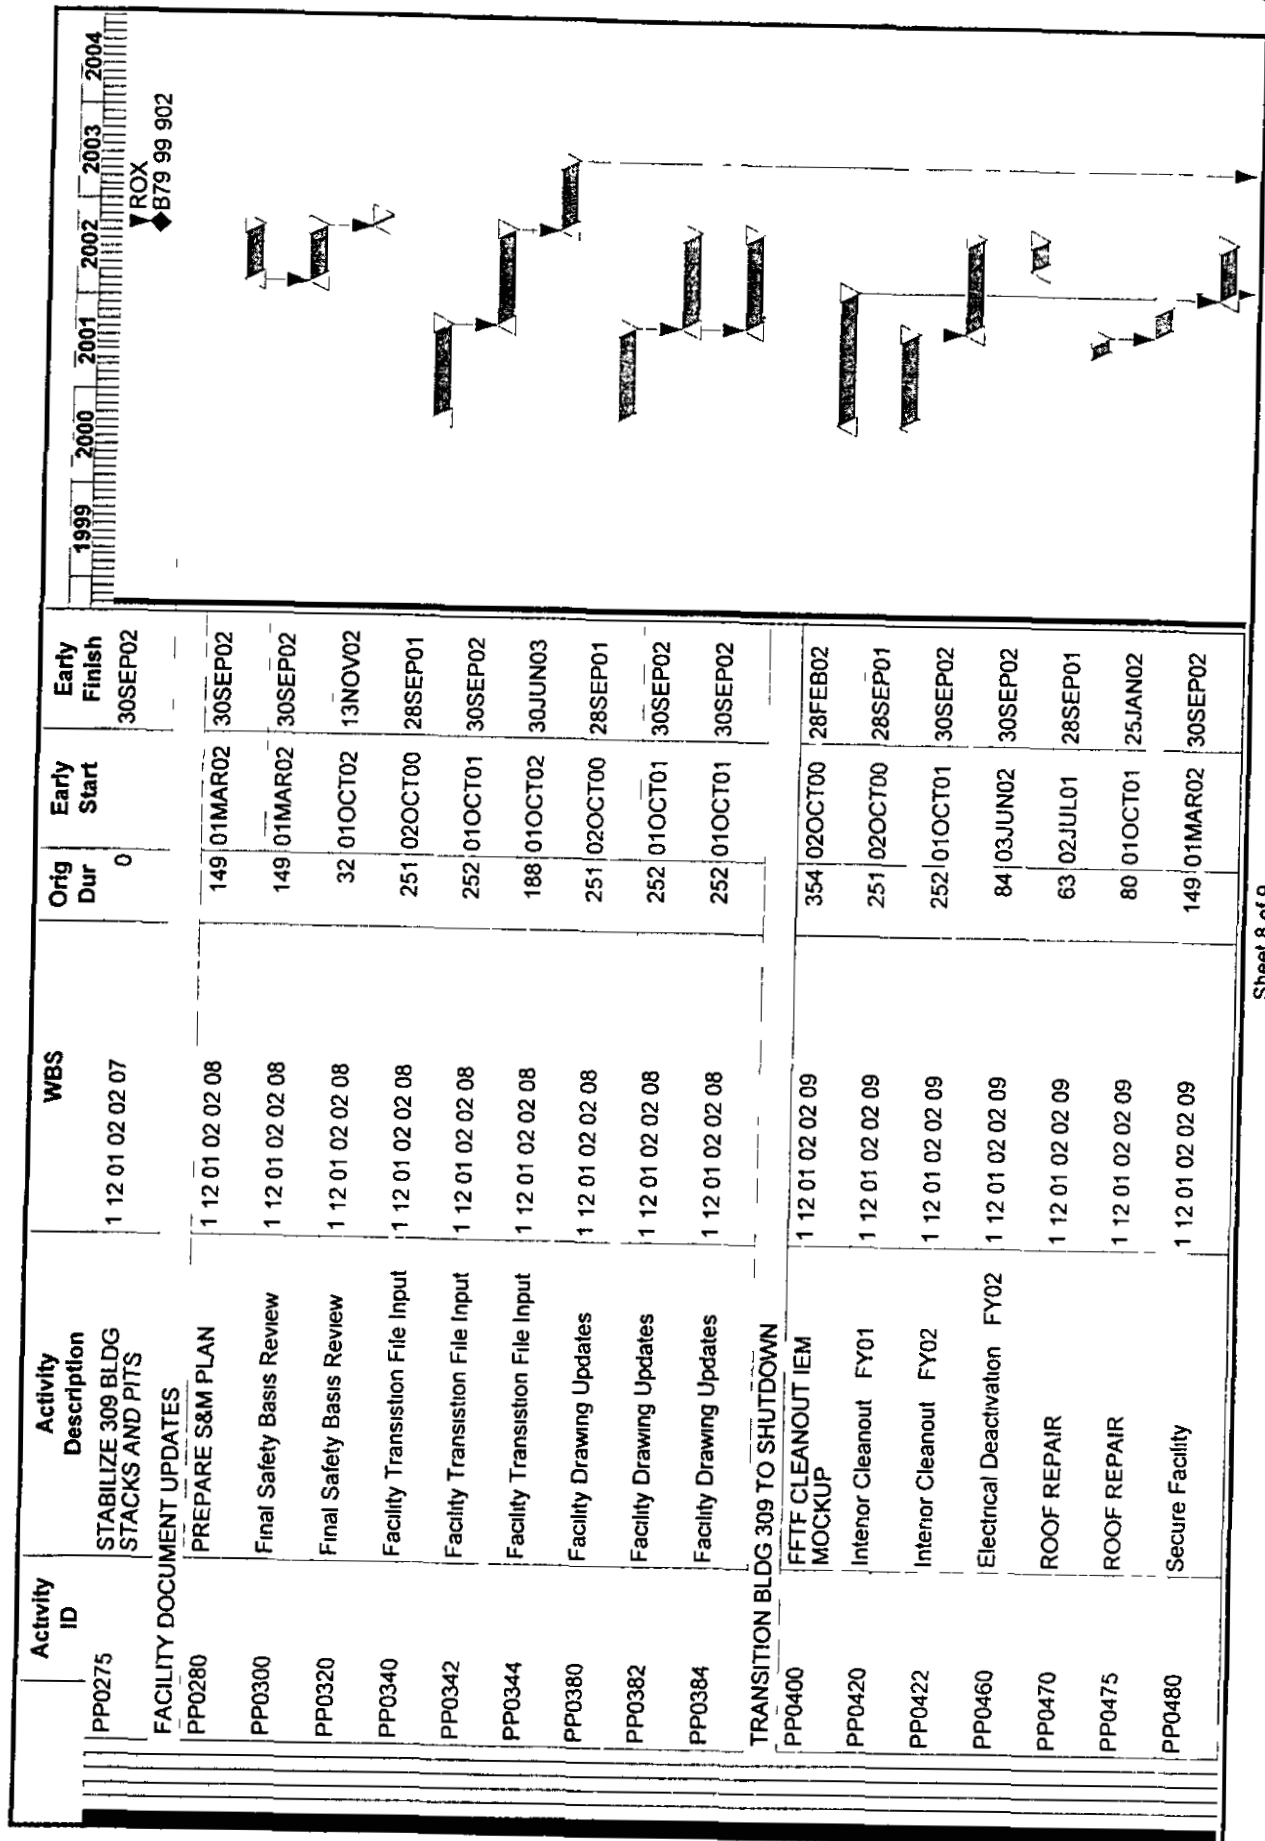 Activity ID Activity Description WBS Orig Dur Early Start Early Finish 1999 2000 2001 2002 2003 2004
PP0275 STABILIZE 309 BLDG STACKS AND PITS 1 12 01 02 02 07 0 30SEP02 ROX
B79 99 902
FACILITY DOCUMENT UPDATES
PP0280 PREPARE S&M PLAN 1 12 01 02 02 08 149 01MAR02 30SEP02
PP0300 Final Safety Basis Review 1 12 01 02 02 08 149 01MAR02 30SEP02
PP0320 Final Safety Basis Review 1 12 01 02 02 08 32 01OCT02 13NOV02
PP0340 Facility Transistion File Input 1 12 01 02 02 08 251 02OCT00 28SEP01
PP0342 Facility Transistion File Input 1 12 01 02 02 08 252 01OCT01 30SEP02
PP0344 Facility Transistion File Input 1 12 01 02 02 08 188 01OCT02 30JUN03
PP0380 Facility Drawing Updates 1 12 01 02 02 08 251 02OCT00 28SEP01
PP0382 Facility Drawing Updates 1 12 01 02 02 08 252 01OCT01 30SEP02
PP0384 Facility Drawing Updates 1 12 01 02 02 08 252 01OCT01 30SEP02
TRANSITION BLDG 309 TO SHUTDOWN
PP0400 FFTF CLEANOUT IEM MOCKUP 1 12 01 02 02 09 354 02OCT00 28FEB02
PP0420 Interior Cleanout FY01 1 12 01 02 02 09 251 02OCT00 28SEP01
PP0422 Interior Cleanout FY02 1 12 01 02 02 09 252 01OCT01 30SEP02
PP0460 Electrical Deactivation FY02 1 12 01 02 02 09 84 03JUN02 30SEP02
PP0470 ROOF REPAIR 1 12 01 02 02 09 63 02JUL01 28SEP01
PP0475 ROOF REPAIR 1 12 01 02 02 09 80 01OCT01 25JAN02
PP0480 Secure Facility 1 12 01 02 02 09 149 01MAR02 30SEP02
Sheet 8 of 9